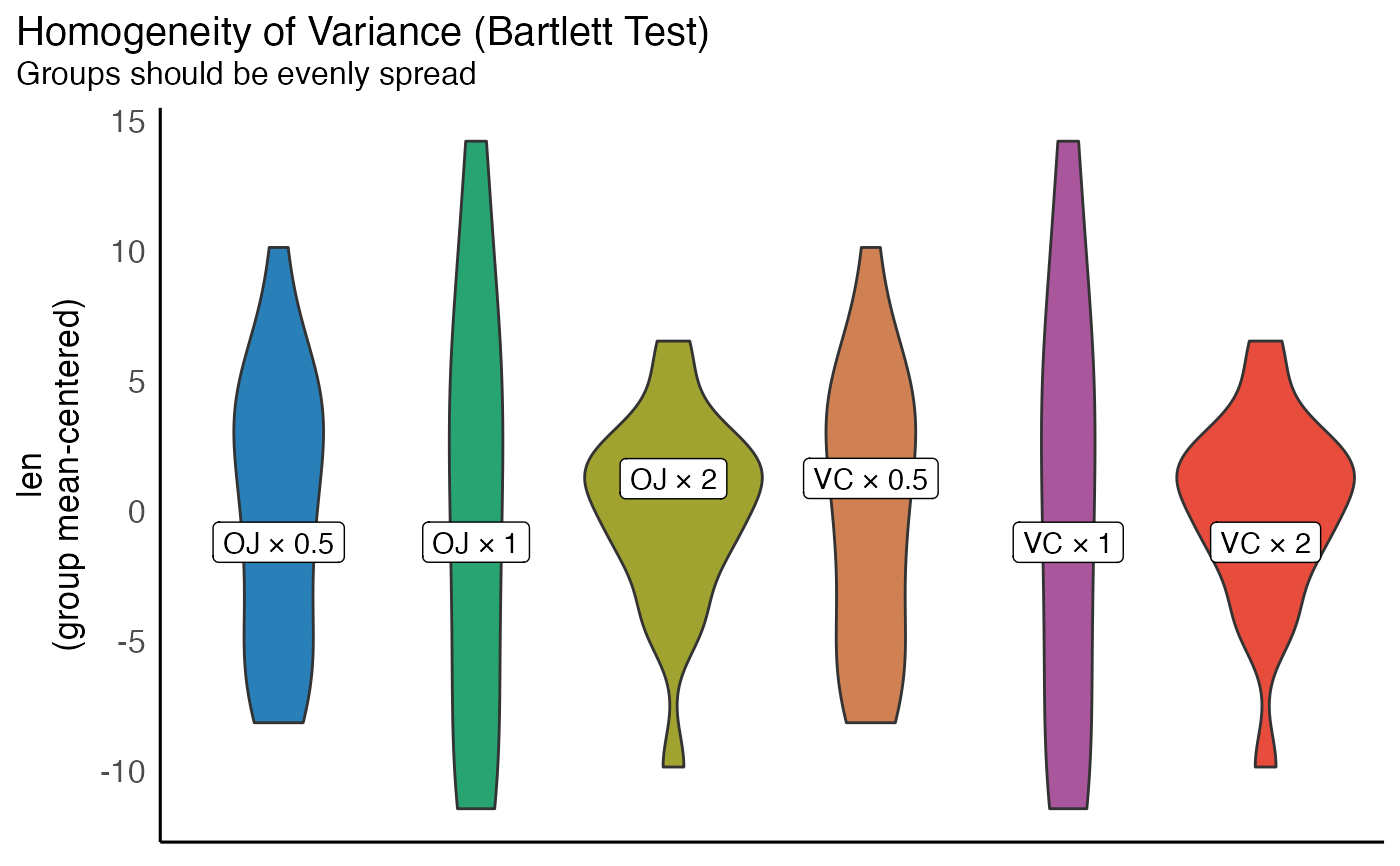 Homogeneity of Variance (Bartlett Test)
Groups should be evenly spread
15
10
5
0
-5
-10
len
(group mean-centered)
OJ × 0.5
OJ × 1
OJ × 2
VC × 0.5
VC × 1
VC × 2